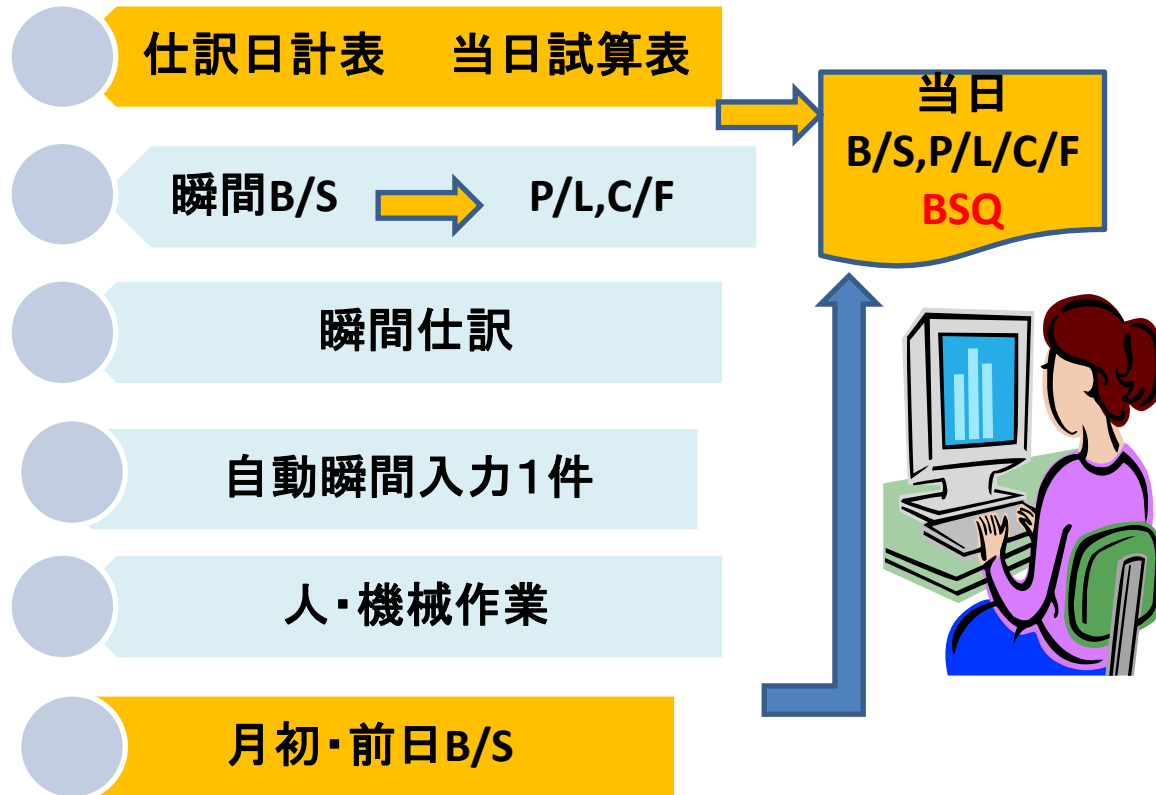 仕訳日計表　当日試算表
当日
B/S,P/L/C/F
BSQ
瞬間B/S
P/L,C/F
瞬間仕訳
自動瞬間入力1件
人・機械作業
月初・前日B/S